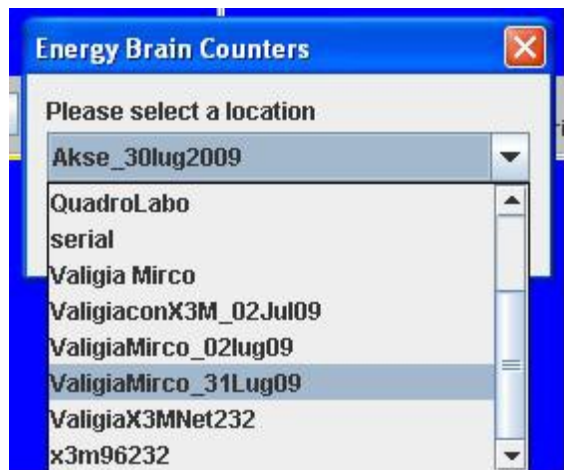 Energy Brain Counters
Please select a location
Akse_30lug2009
QuadroLabo
serial
Valigia Mirco
ValigiaconX3M_02Jul09
ValigiaMirco_02lug09
ValigiaMirco_31Lug09
ValigiaX3MNet232
x3m96232